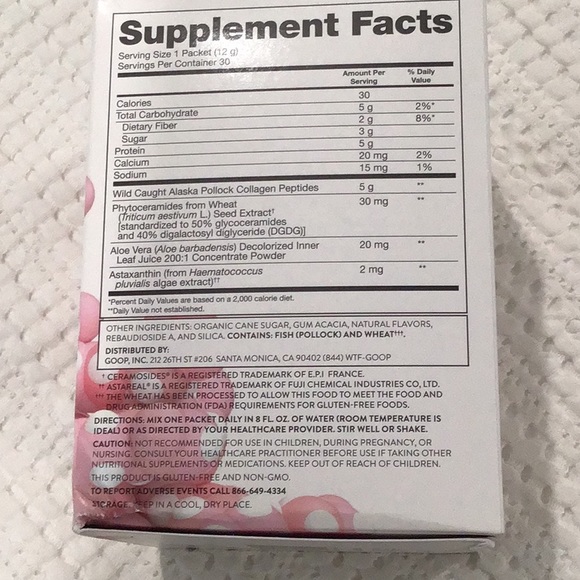 Supplement Facts
Serving Size 1 Packet (12 g)
Servings Per Container 30
Amount Per Serving % Daily Value
Calories 30
Total Carbohydrate 5 g 2%*
Dietary Fiber 2 g 8%*
Sugar 3 g
Protein 5 g
Calcium 20 mg 2%
Sodium 15 mg 1%
Wild Caught Alaska Pollock Collagen Peptides 5 g **
Phytoceramides from Wheat 30 mg **
(Triticum aestivum L.) Seed Extract†
[standardized to 50% glycoceramides
and 40% digalactosyl diglyceride (DGDG)]
Aloe Vera (Aloe barbadensis) Decolorized Inner 20 mg **
Leaf Juice 200:1 Concentrate Powder
Astaxanthin (from Haematococcus 2 mg **
pluvialis algae extract)††
*Percent Daily Values are based on a 2,000 calorie diet.
**Daily Value not established.
OTHER INGREDIENTS: ORGANIC CANE SUGAR, GUM ACACIA, NATURAL FLAVORS,
REBAUDIOSIDE A, AND SILICA. CONTAINS: FISH (POLLOCK) AND WHEAT†††.
DISTRIBUTED BY:
GOOP, INC. 212 26TH ST #206 SANTA MONICA, CA 90402 (844) WTF-GOOP
† CERAMOSIDES® IS A REGISTERED TRADEMARK OF E.P.I FRANCE.
†† ASTAREAL® IS A REGISTERED TRADEMARK OF FUJI CHEMICAL INDUSTRIES CO, LTD.
††† THE WHEAT HAS BEEN PROCESSED TO ALLOW THIS FOOD TO MEET THE FOOD AND
DRUG ADMINISTRATION (FDA) REQUIREMENTS FOR GLUTEN-FREE FOODS.
DIRECTIONS: MIX ONE PACKET DAILY IN 8 FL. OZ. OF WATER (ROOM TEMPERATURE IS
IDEAL) OR AS DIRECTED BY YOUR HEALTHCARE PROVIDER. STIR WELL OR SHAKE.
CAUTION: NOT RECOMMENDED FOR USE IN CHILDREN, DURING PREGNANCY, OR
NURSING. CONSULT YOUR HEALTHCARE PRACTITIONER BEFORE USE IF TAKING OTHER
NUTRITIONAL SUPPLEMENTS OR MEDICATIONS. KEEP OUT OF REACH OF CHILDREN.
THIS PRODUCT IS GLUTEN-FREE AND NON-GMO.
TO REPORT ADVERSE EVENTS CALL 866-649-4334
STORAGE: KEEP IN A COOL, DRY PLACE.